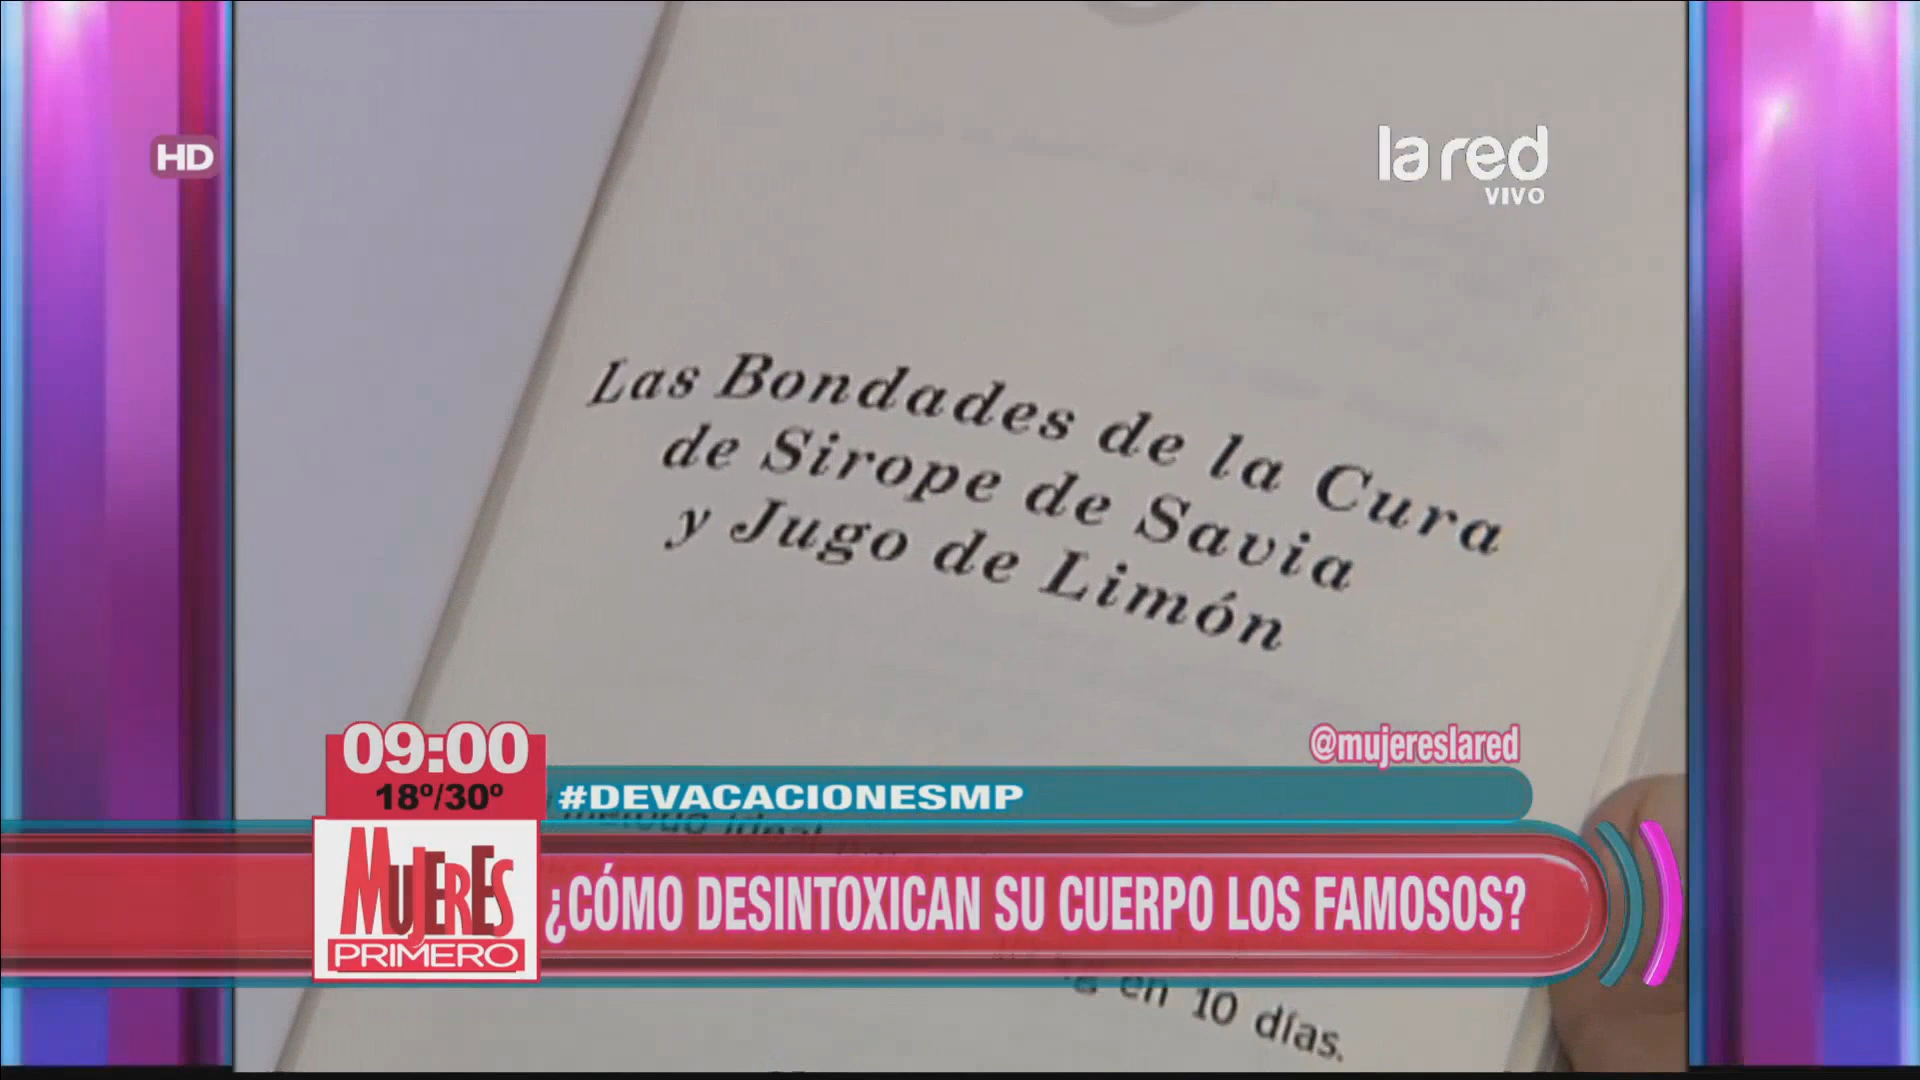 HD
la red
VIVO
Las Bondades de la Cura
de Sirope de Savia
y Jugo de Limón
@mujereslared
09:00
18º/30º
#DEVACACIONESMP
MUJERES
PRIMERO
¿CÓMO DESINTOXICAN SU CUERPO LOS FAMOSOS?
en 10 días.